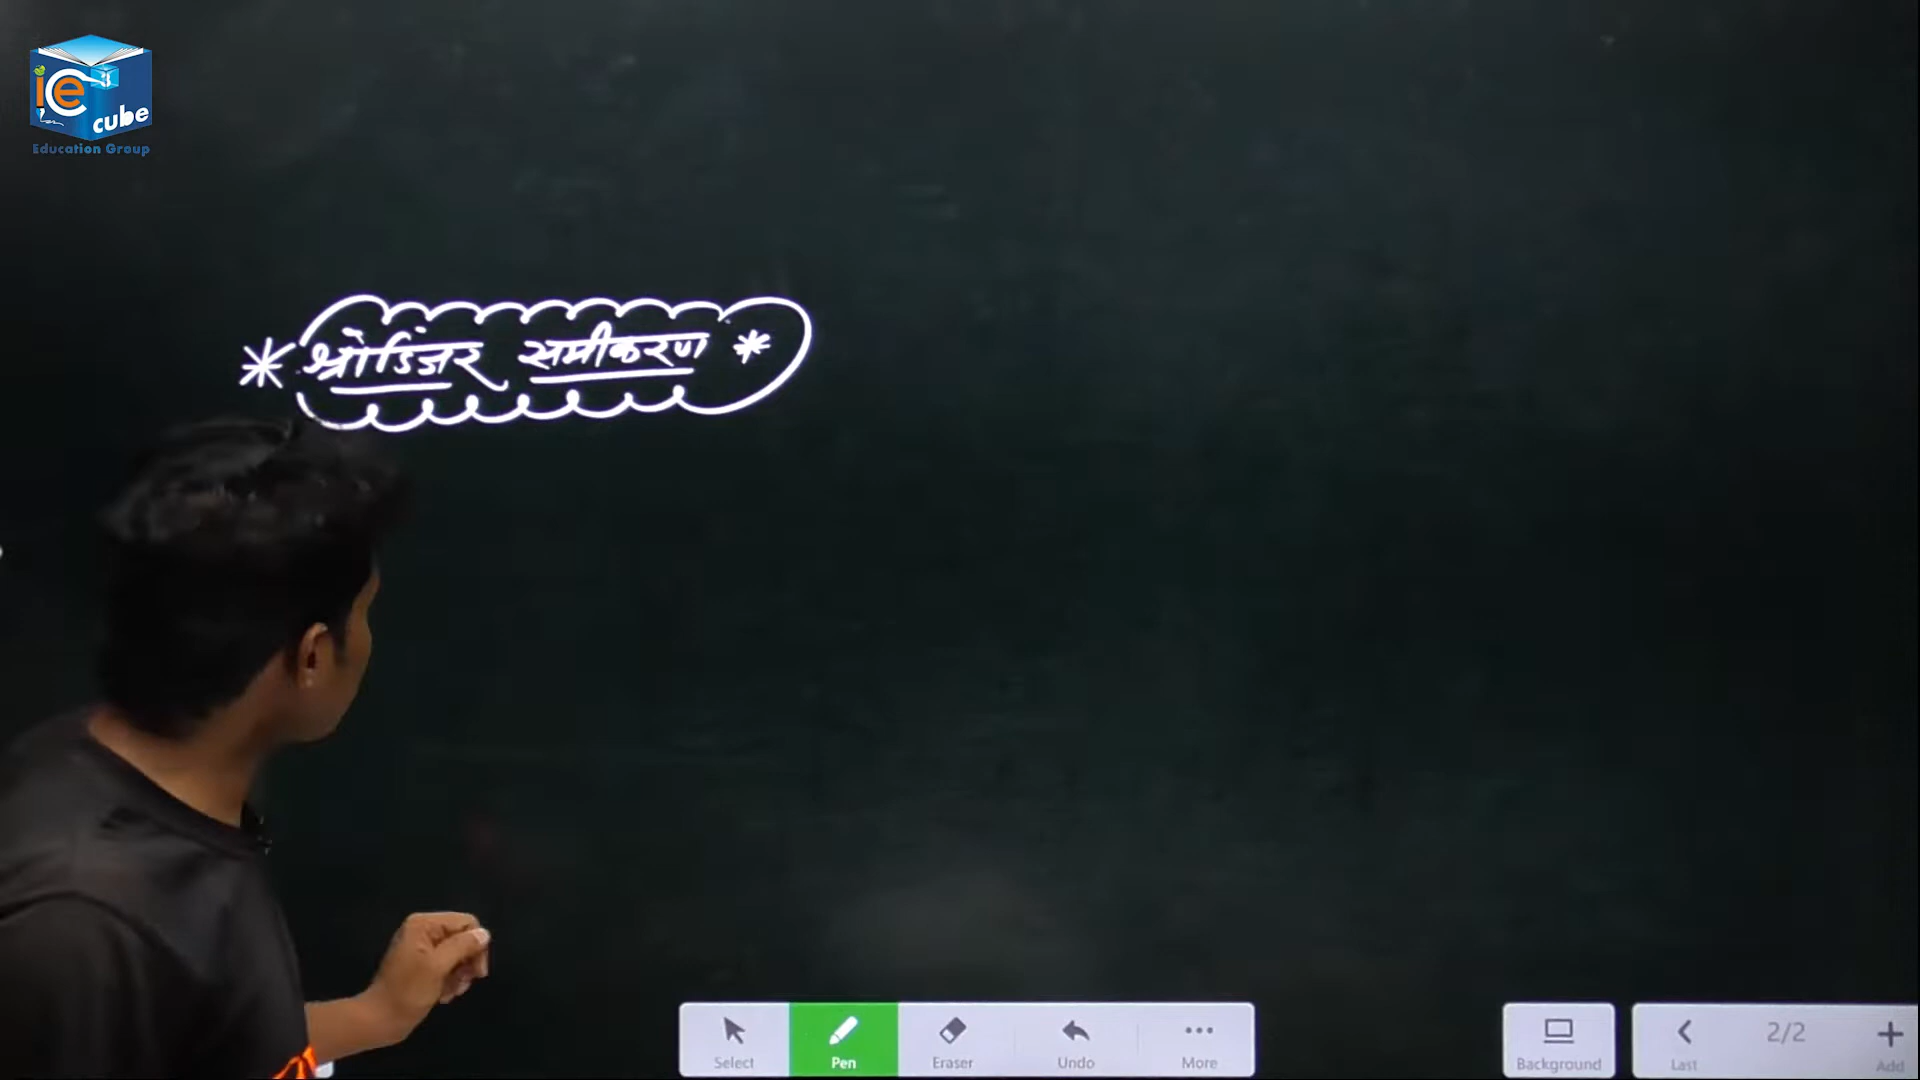 ice cube
Education Group
* श्रोडिंजर समीकरण *
Select
Pen
Eraser
Undo
More
Background
Last
2/2
Add